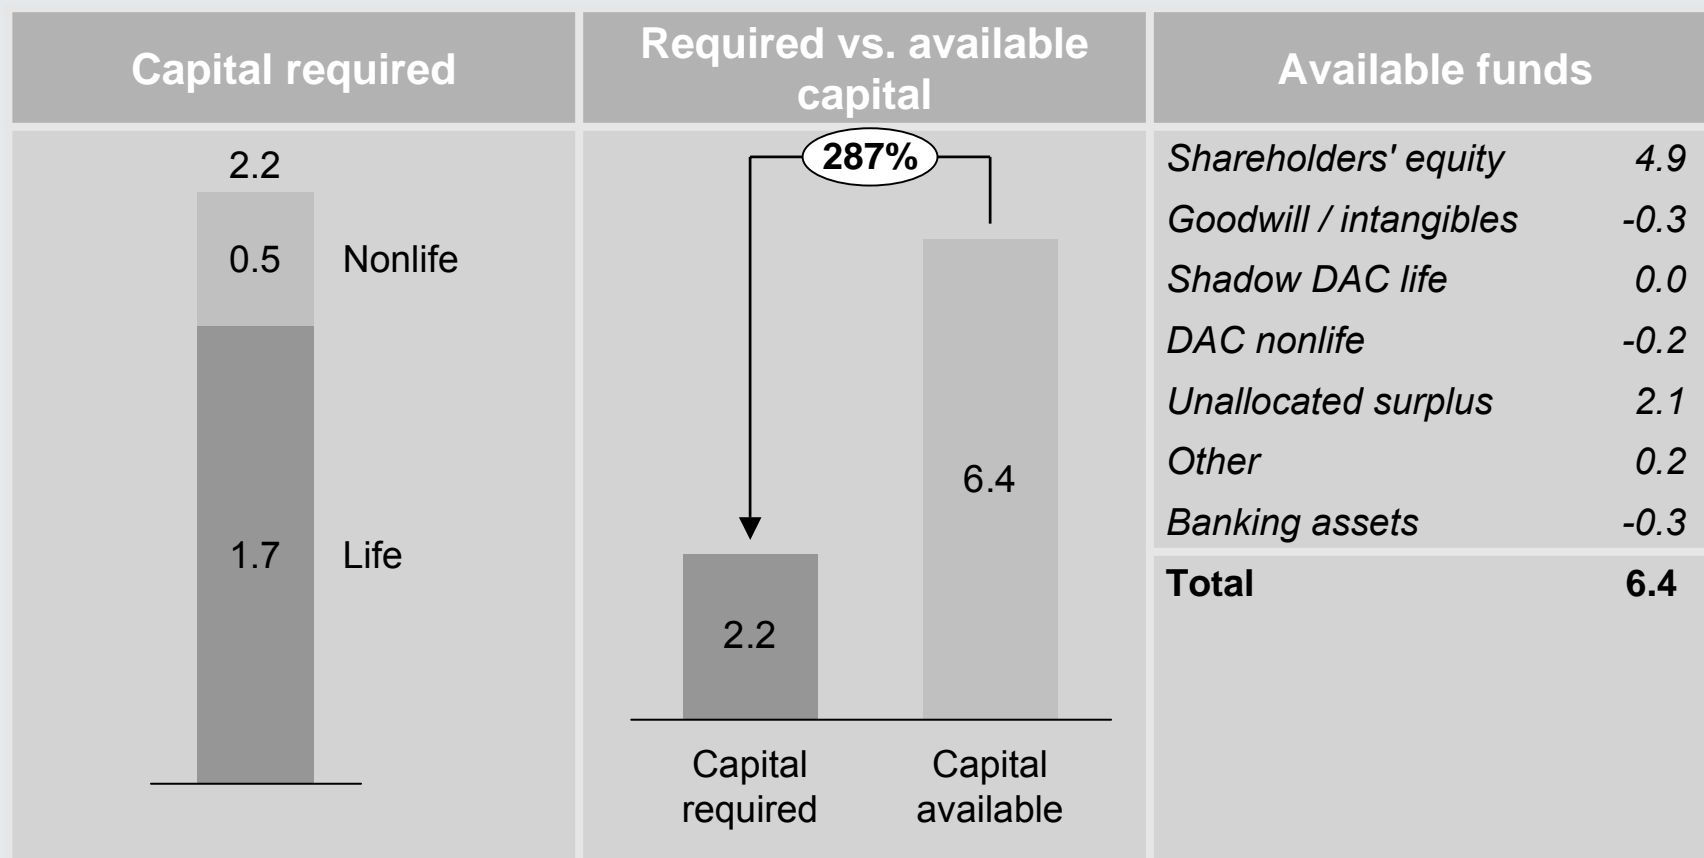 Capital required
Required vs. available
capital
Available funds
2.2
0.5 Nonlife
1.7 Life
287%
6.4
2.2
Capital
required
Capital
available
Shareholders' equity 4.9
Goodwill / intangibles -0.3
Shadow DAC life 0.0
DAC nonlife -0.2
Unallocated surplus 2.1
Other 0.2
Banking assets -0.3
Total 6.4